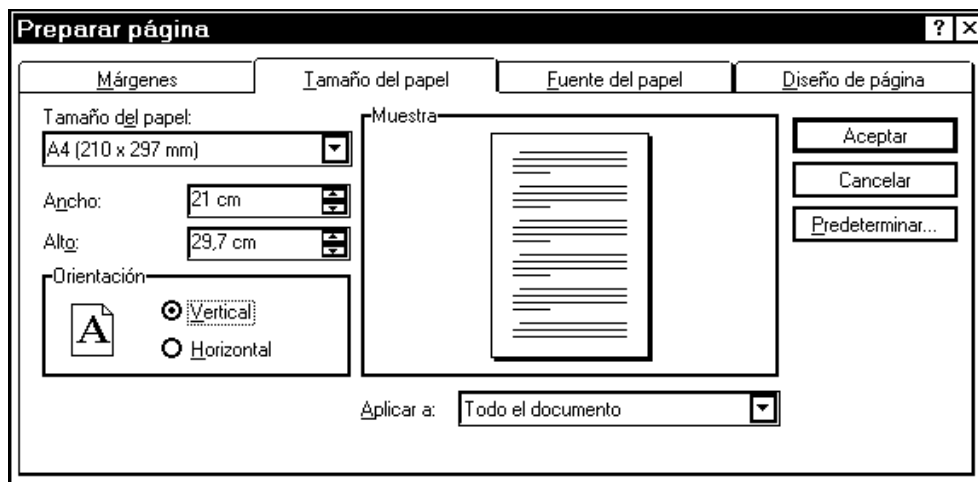 Preparar página
? ×
Márgenes
Tamaño del papel
Fuente del papel
Diseño de página
Tamaño del papel:
A4 (210 x 297 mm)
Ancho:
21 cm
Alto:
29,7 cm
Orientación
A
Vertical
Horizontal
Muestra
Aplicar a:
Todo el documento
Aceptar
Cancelar
Predeterminar...